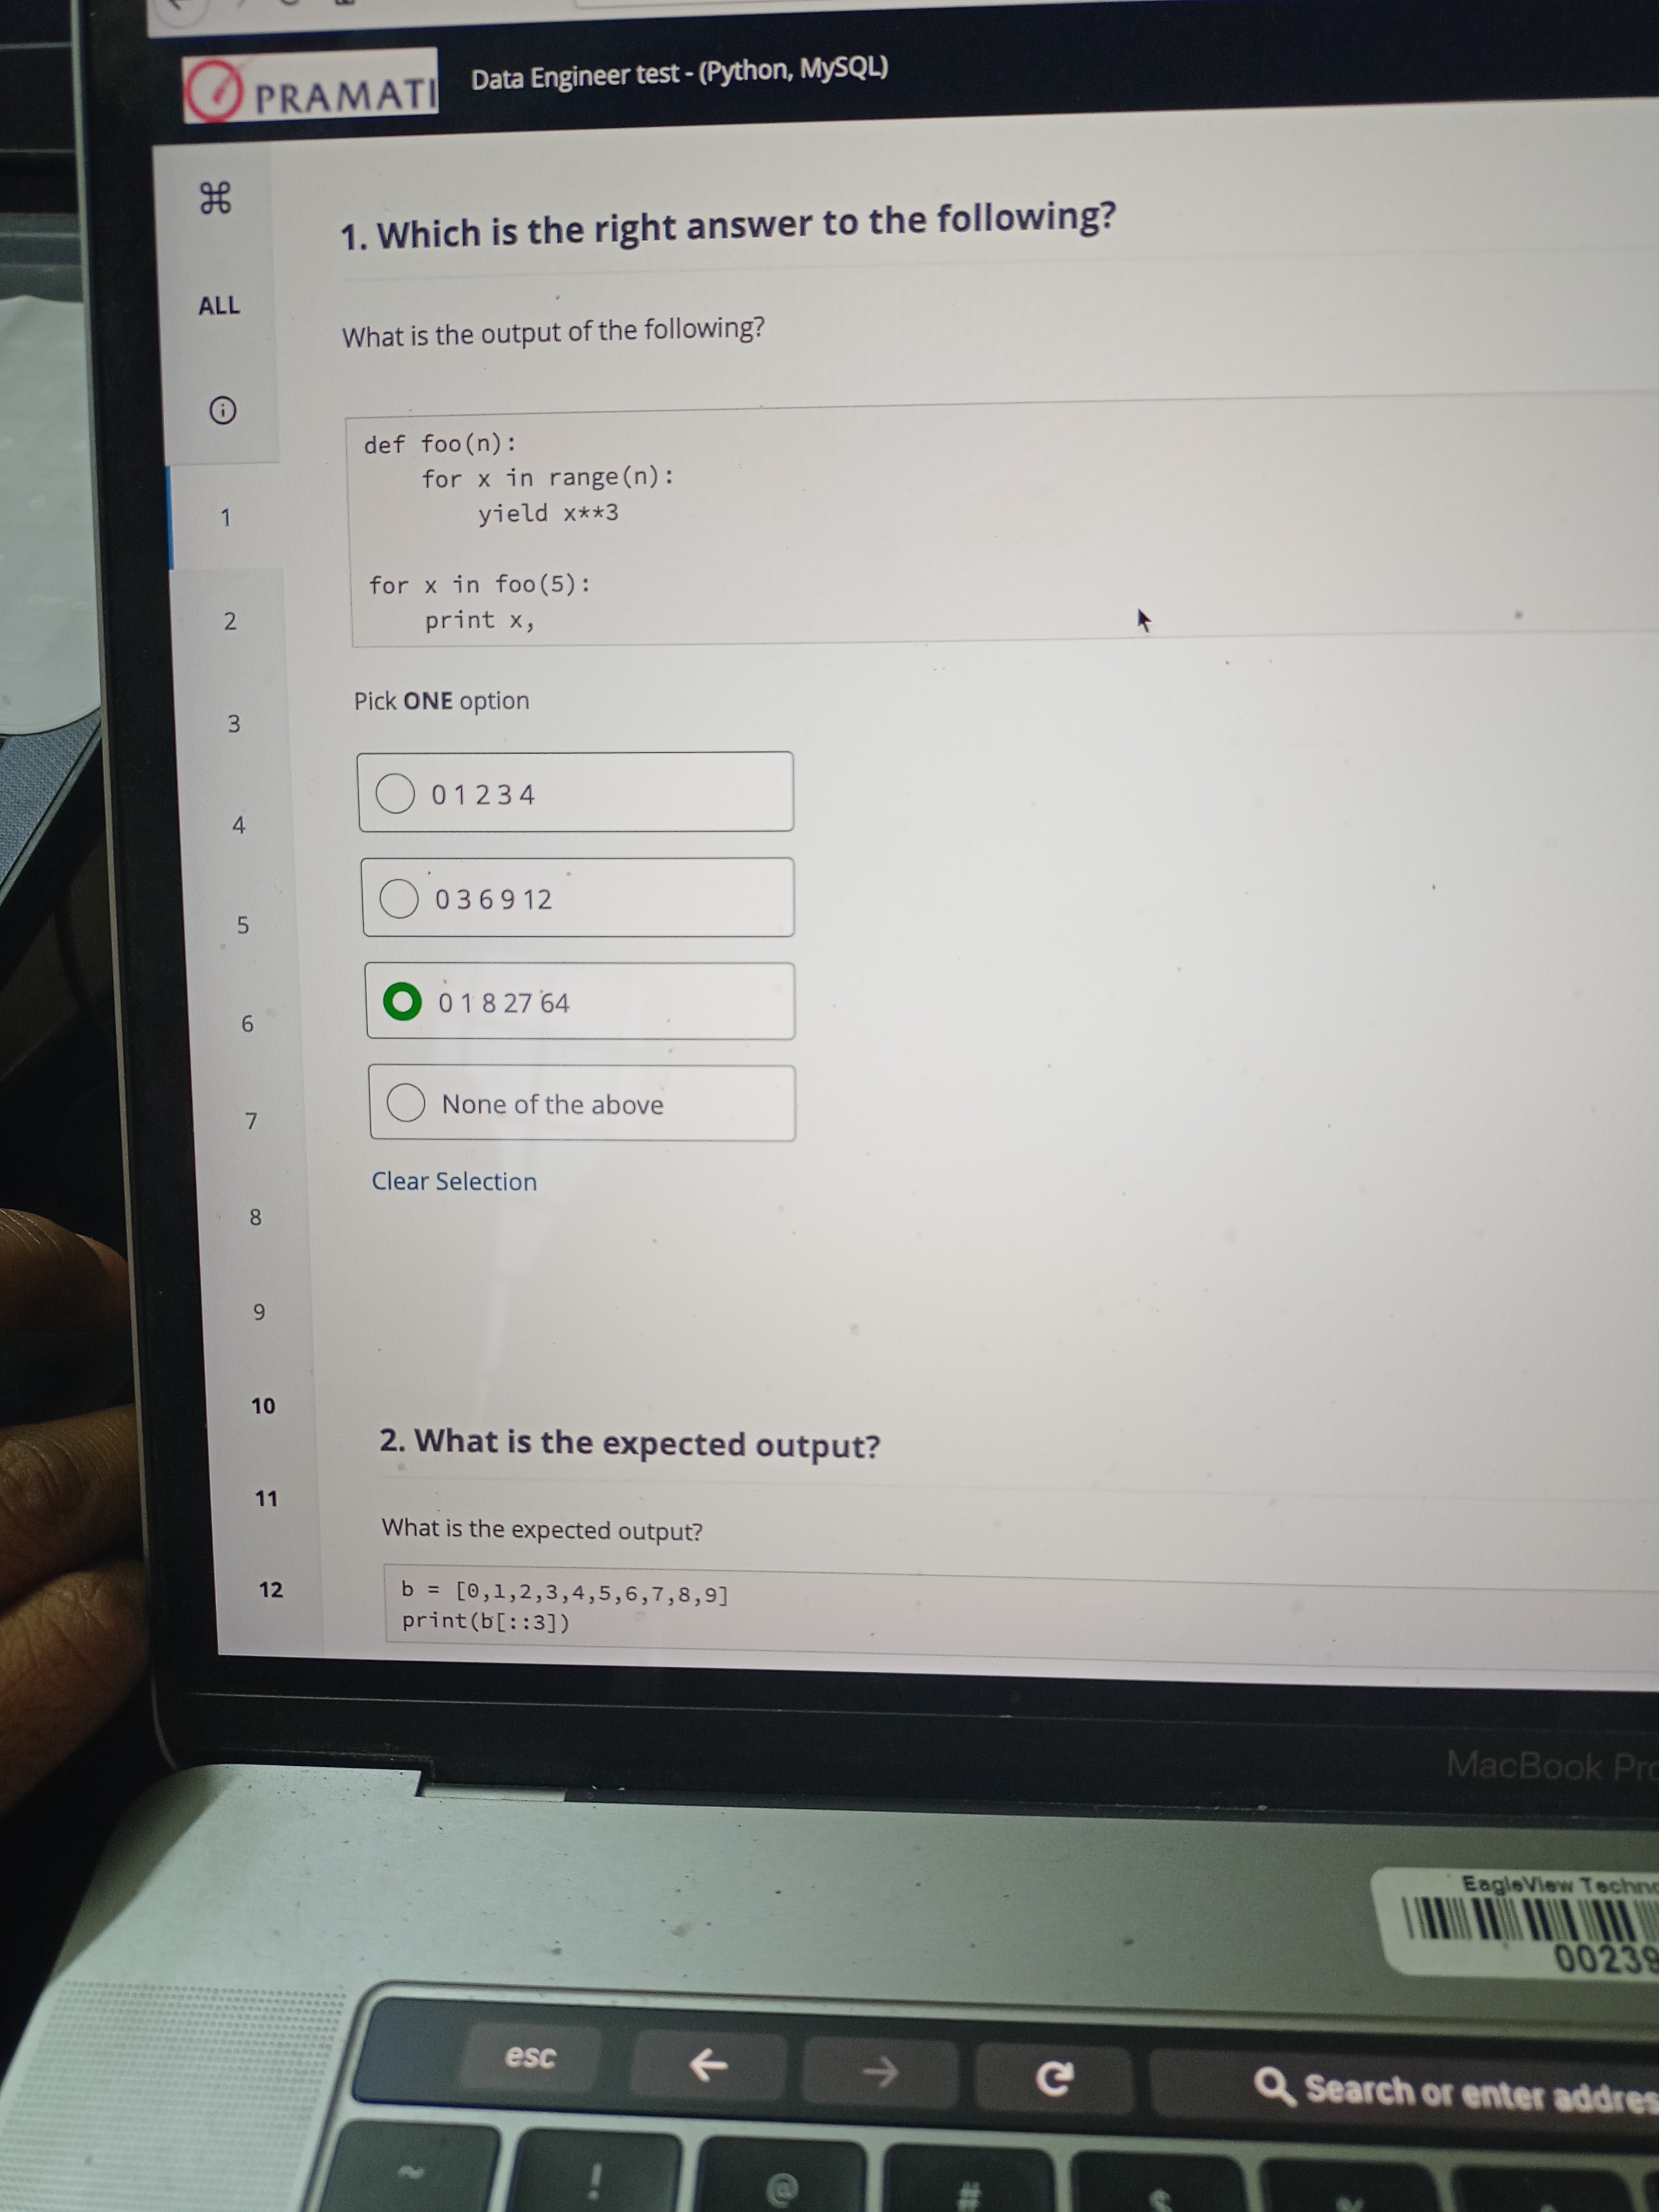 PRAMATI
Data Engineer test - (Python, MySQL)
⌘
ALL
1
2
3
4
5
6
7
8
9
10
11
12
1. Which is the right answer to the following?
What is the output of the following?
def foo(n):
    for x in range(n):
        yield x**3
for x in foo(5):
    print x,
Pick ONE option
0 1 2 3 4
0 3 6 9 12
0 1 8 27 64
None of the above
Clear Selection
2. What is the expected output?
What is the expected output?
b = [0,1,2,3,4,5,6,7,8,9]
print(b[::3])
MacBook Pro
EagleView
00239
esc
Search or enter
~
!
@
#
$